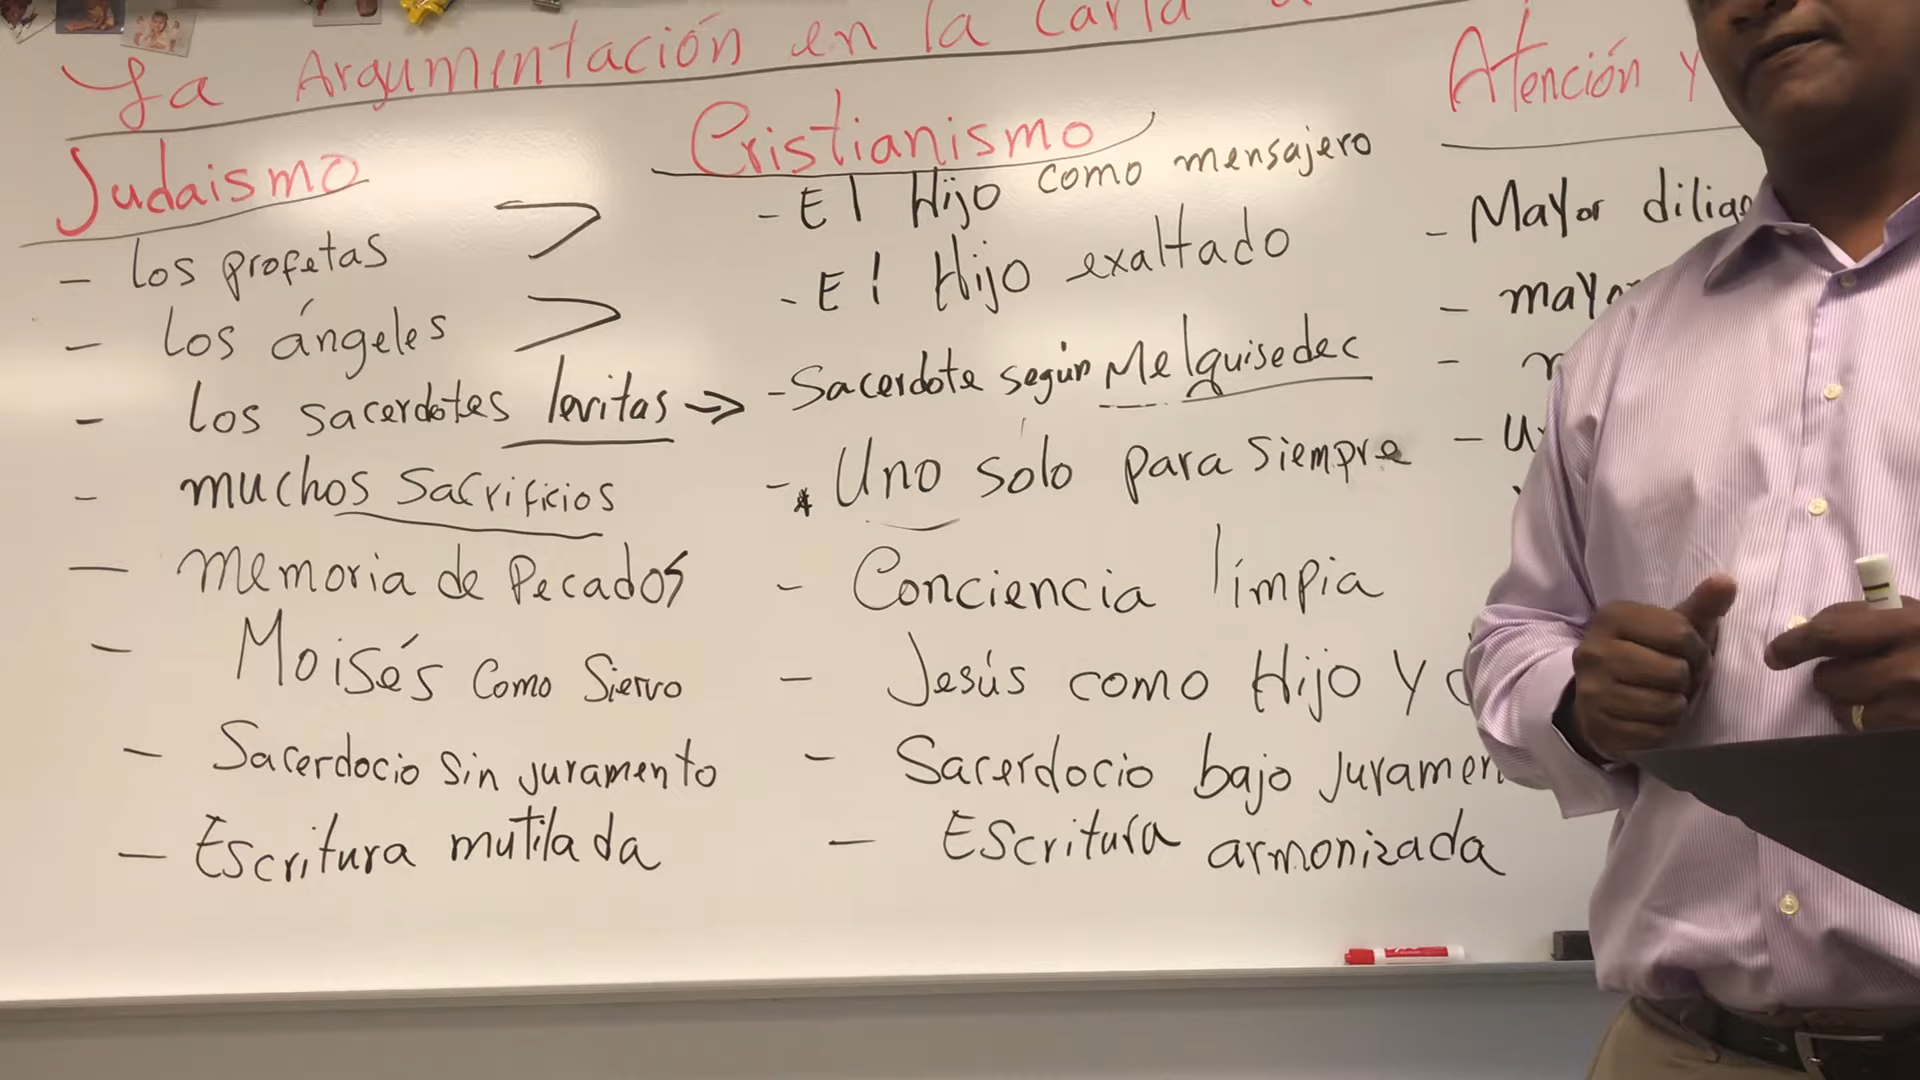 La Argumentación en la Carta
Judaismo
- los profetas
- los ángeles
- los sacerdotes levitas →
- muchos sacrificios
- memoria de Pecados
- Moisés como Siervo
- Sacerdocio sin juramento
- Escritura mutilada
Cristianismo
- El Hijo como mensajero
- El Hijo exaltado
- Sacerdote según Melquisedec
- * Uno solo para siempre
- Conciencia limpia
- Jesús como Hijo y
- Sacerdocio bajo
- Escritura armonizada
Atención y
- Mayor